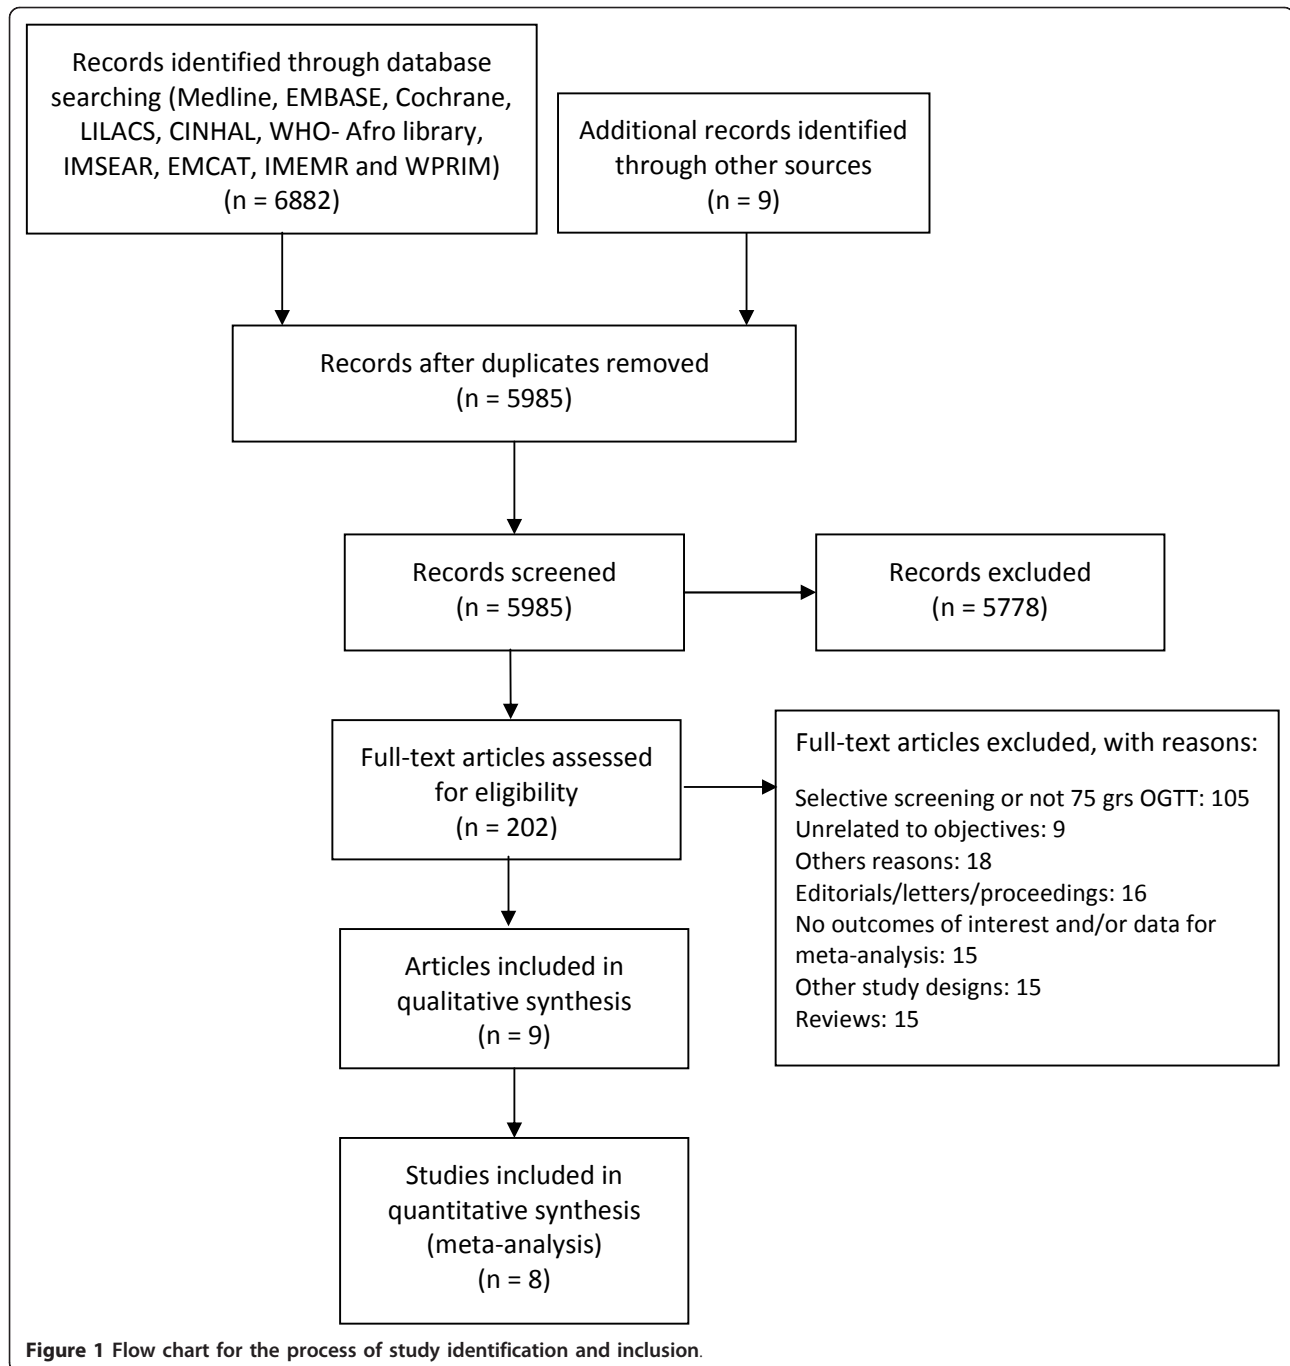 Records identified through database
searching (Medline, EMBASE, Cochrane,
LILACS, CINHAL, WHO- Afro library,
IMSEAR, EMCAT, IMEMR and WPRIM)
(n = 6882)
Additional records identified
through other sources
(n = 9)
Records after duplicates removed
(n = 5985)
Records screened
(n = 5985)
Records excluded
(n = 5778)
Full-text articles assessed
for eligibility
(n = 202)
Full-text articles excluded, with reasons:
Selective screening or not 75 grs OGTT: 105
Unrelated to objectives: 9
Others reasons: 18
Editorials/letters/proceedings: 16
No outcomes of interest and/or data for
meta-analysis: 15
Other study designs: 15
Reviews: 15
Articles included in
qualitative synthesis
(n = 9)
Studies included in
quantitative synthesis
(meta-analysis)
(n = 8)
Figure 1 Flow chart for the process of study identification and inclusion.